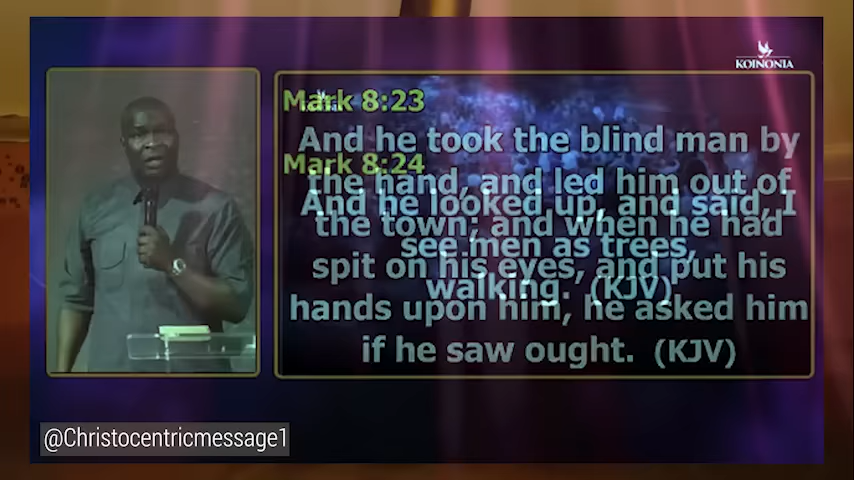 KOINONIA
Mark 8:23
And he took the blind man by
the hand, and led him out of
the town; and when he had
spit on his eyes, and put his
hands upon him, he asked him
if he saw ought. (KJV)
Mark 8:24
And he looked up, and said, I
see men as trees,
walking. (KJV)
@Christocentricmessage1